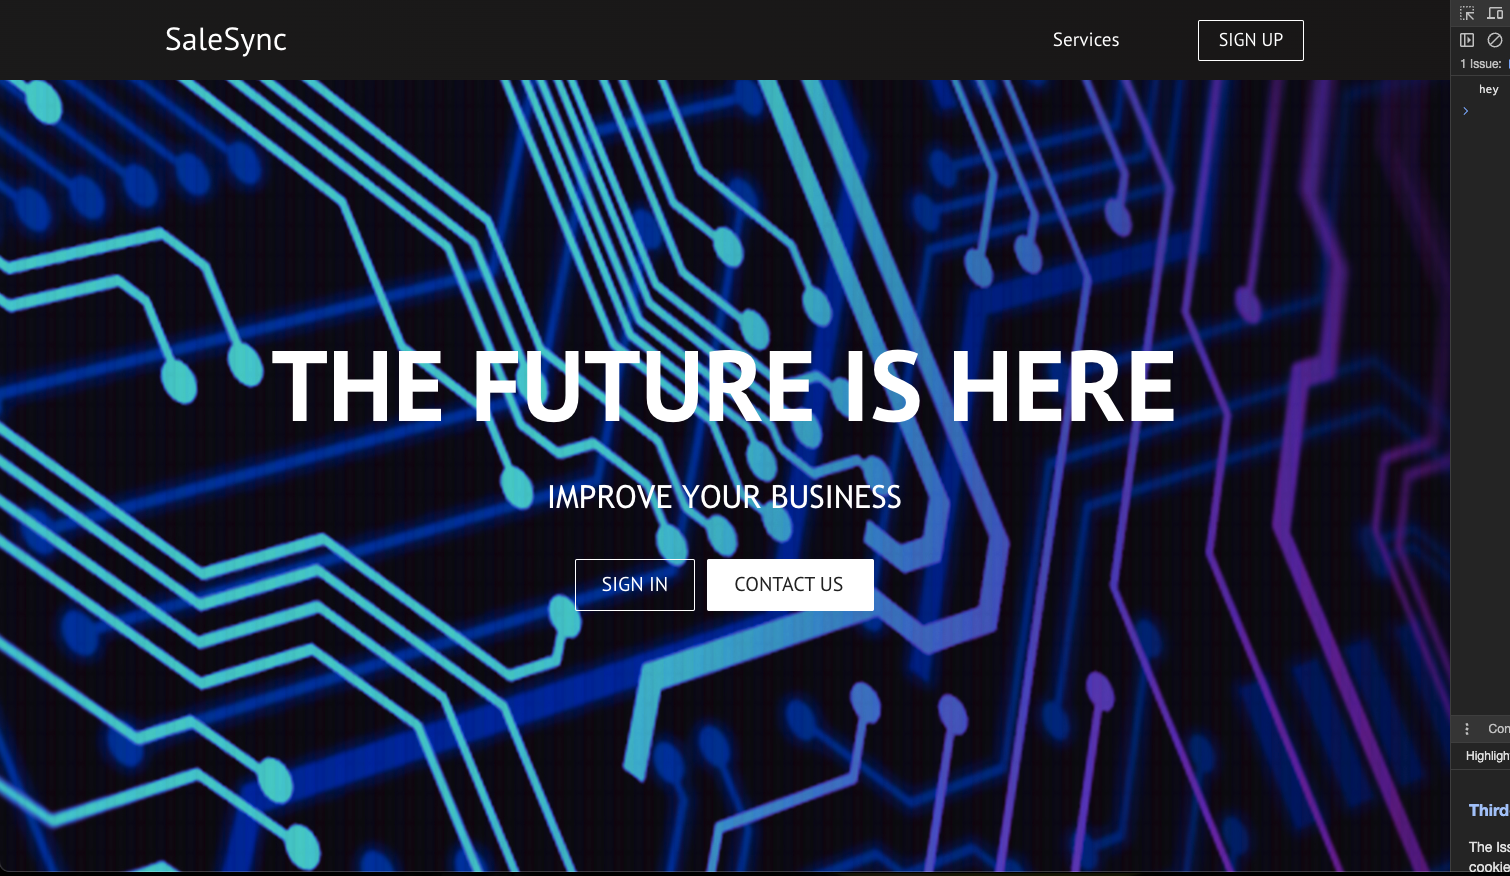 SaleSync
Services
SIGN UP
THE FUTURE IS HERE
IMPROVE YOUR BUSINESS
SIGN IN
CONTACT US
1 Issue:
hey
Con
Highligh
Third
The Iss
cookie